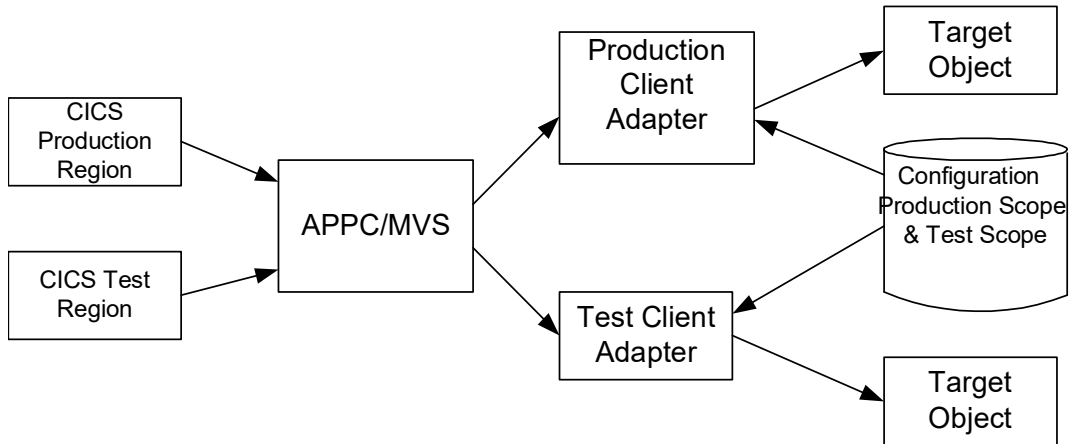 CICS
Production
Region
CICS Test
Region
APPC/MVS
Production
Client
Adapter
Test Client
Adapter
Target
Object
Configuration
Production Scope
& Test Scope
Target
Object